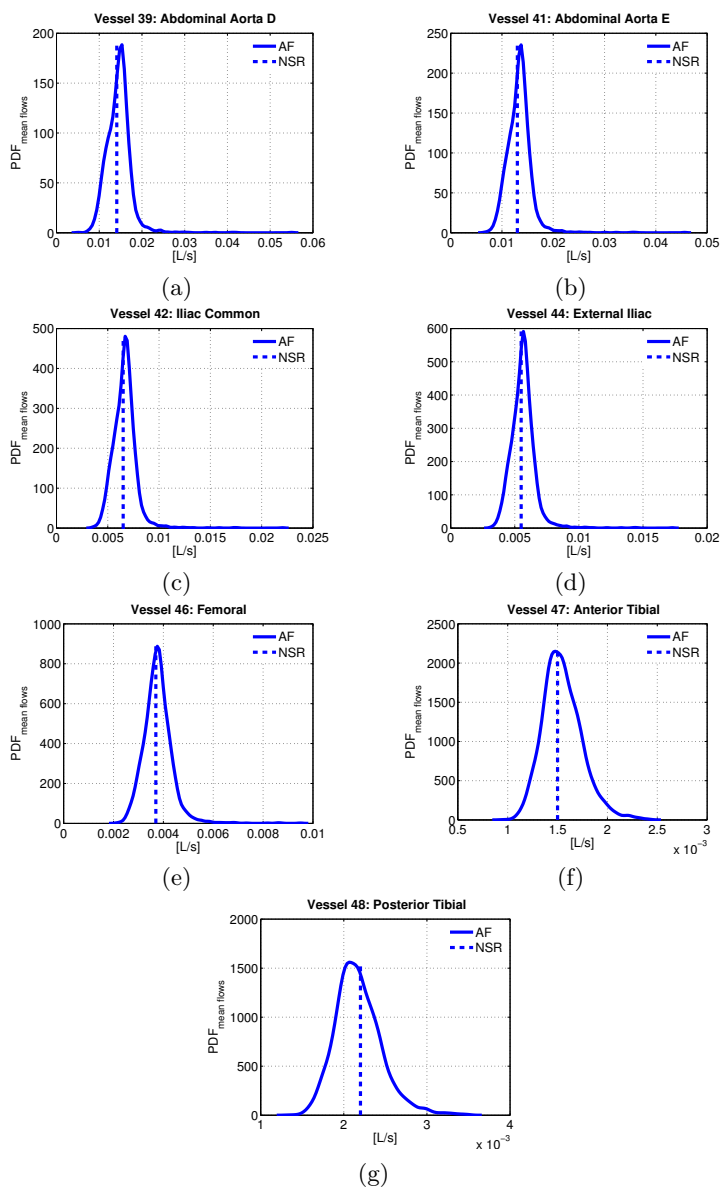 Vessel 39: Abdominal Aorta D
200
150
100
50
0
PDF mean flows
AF
NSR
0 0.01 0.02 0.03 0.04 0.05 0.06
[L/s]
(a)
Vessel 41: Abdominal Aorta E
250
200
150
100
50
0
PDF mean flows
AF
NSR
0 0.01 0.02 0.03 0.04 0.05
[L/s]
(b)
Vessel 42: Iliac Common
500
400
300
200
100
0
PDF mean flows
AF
NSR
0 0.005 0.01 0.015 0.02 0.025
[L/s]
(c)
Vessel 44: External Iliac
600
500
400
300
200
100
0
PDF mean flows
AF
NSR
0 0.005 0.01 0.015 0.02
[L/s]
(d)
Vessel 46: Femoral
1000
800
600
400
200
0
PDF mean flows
AF
NSR
0 0.002 0.004 0.006 0.008 0.01
[L/s]
(e)
Vessel 47: Anterior Tibial
2500
2000
1500
1000
500
0
PDF mean flows
AF
NSR
0.5 1 1.5 2 2.5 3
[L/s]
x 10⁻³
(f)
Vessel 48: Posterior Tibial
2000
1500
1000
500
0
PDF mean flows
AF
NSR
1 2 3 4
[L/s]
x 10⁻³
(g)